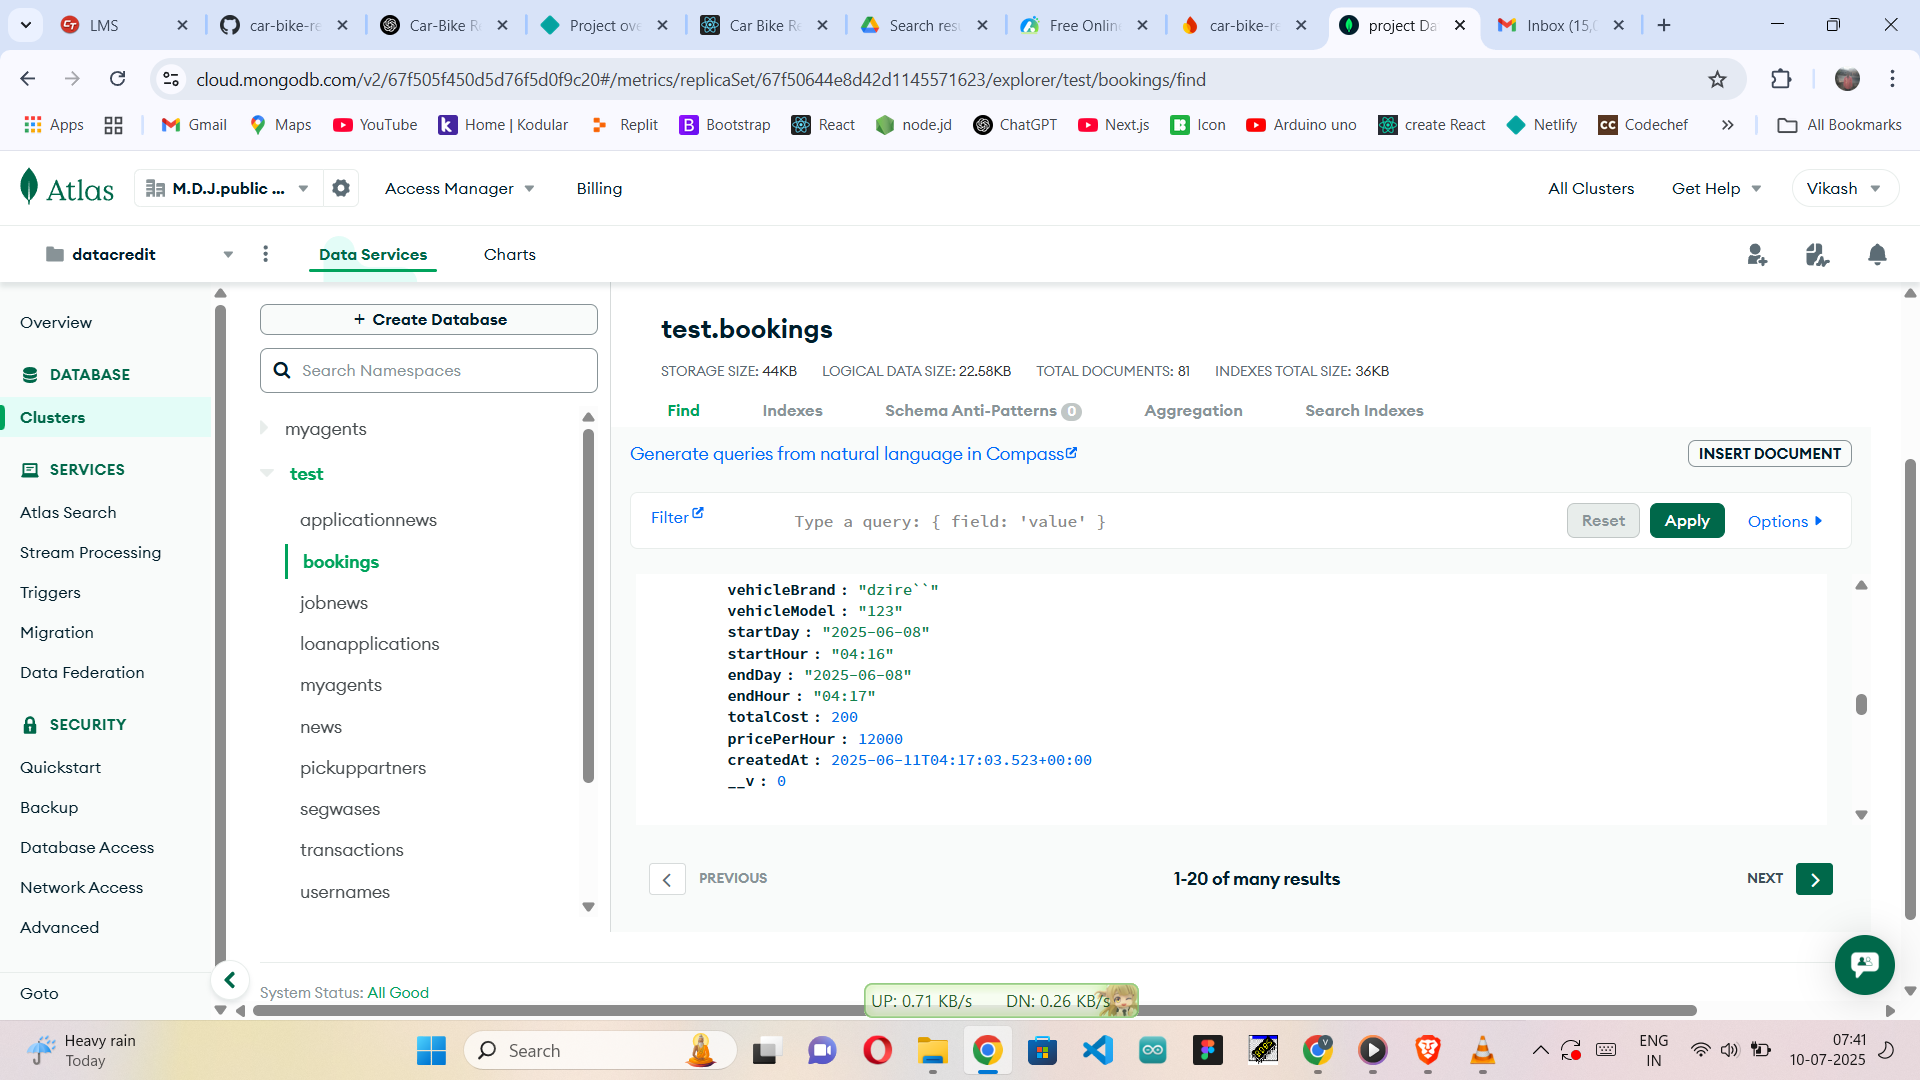 LMS
car-bike-re
Car-Bike Re
Project ove
Car Bike Re
Search resu
Free Online
car-bike-re
project Da
Inbox (15,0
cloud.mongodb.com/v2/67f505f450d5d76f5d0f9c20#/metrics/replicaSet/67f50644e8d42d1145571623/explorer/test/bookings/find
Apps
Gmail
Maps
YouTube
Home | Kodular
Replit
Bootstrap
React
node.jd
ChatGPT
Next.js
Icon
Arduino uno
create React
Netlify
Codechef
All Bookmarks
Atlas
M.D.J.public ...
Access Manager
Billing
All Clusters
Get Help
Vikash
datacredit
Data Services
Charts
Overview
DATABASE
Clusters
SERVICES
Atlas Search
Stream Processing
Triggers
Migration
Data Federation
SECURITY
Quickstart
Backup
Database Access
Network Access
Advanced
Goto
+ Create Database
Search Namespaces
myagents
test
applicationnews
bookings
jobnews
loanapplications
myagents
news
pickuppartners
segwases
transactions
usernames
test.bookings
STORAGE SIZE: 44KB LOGICAL DATA SIZE: 22.58KB TOTAL DOCUMENTS: 81 INDEXES TOTAL SIZE: 36KB
Find
Indexes
Schema Anti-Patterns 0
Aggregation
Search Indexes
Generate queries from natural language in Compass
INSERT DOCUMENT
Filter
Type a query: { field: 'value' }
Reset
Apply
Options
vehicleBrand : "dzire``"
vehicleModel : "123"
startDay : "2025-06-08"
startHour : "04:16"
endDay : "2025-06-08"
endHour : "04:17"
totalCost : 200
pricePerHour : 12000
createdAt : 2025-06-11T04:17:03.523+00:00
__v : 0
PREVIOUS
1-20 of many results
NEXT
System Status: All Good
UP: 0.71 KB/s DN: 0.26 KB/s
Heavy rain
Today
Search
ENG
IN
07:41
10-07-2025